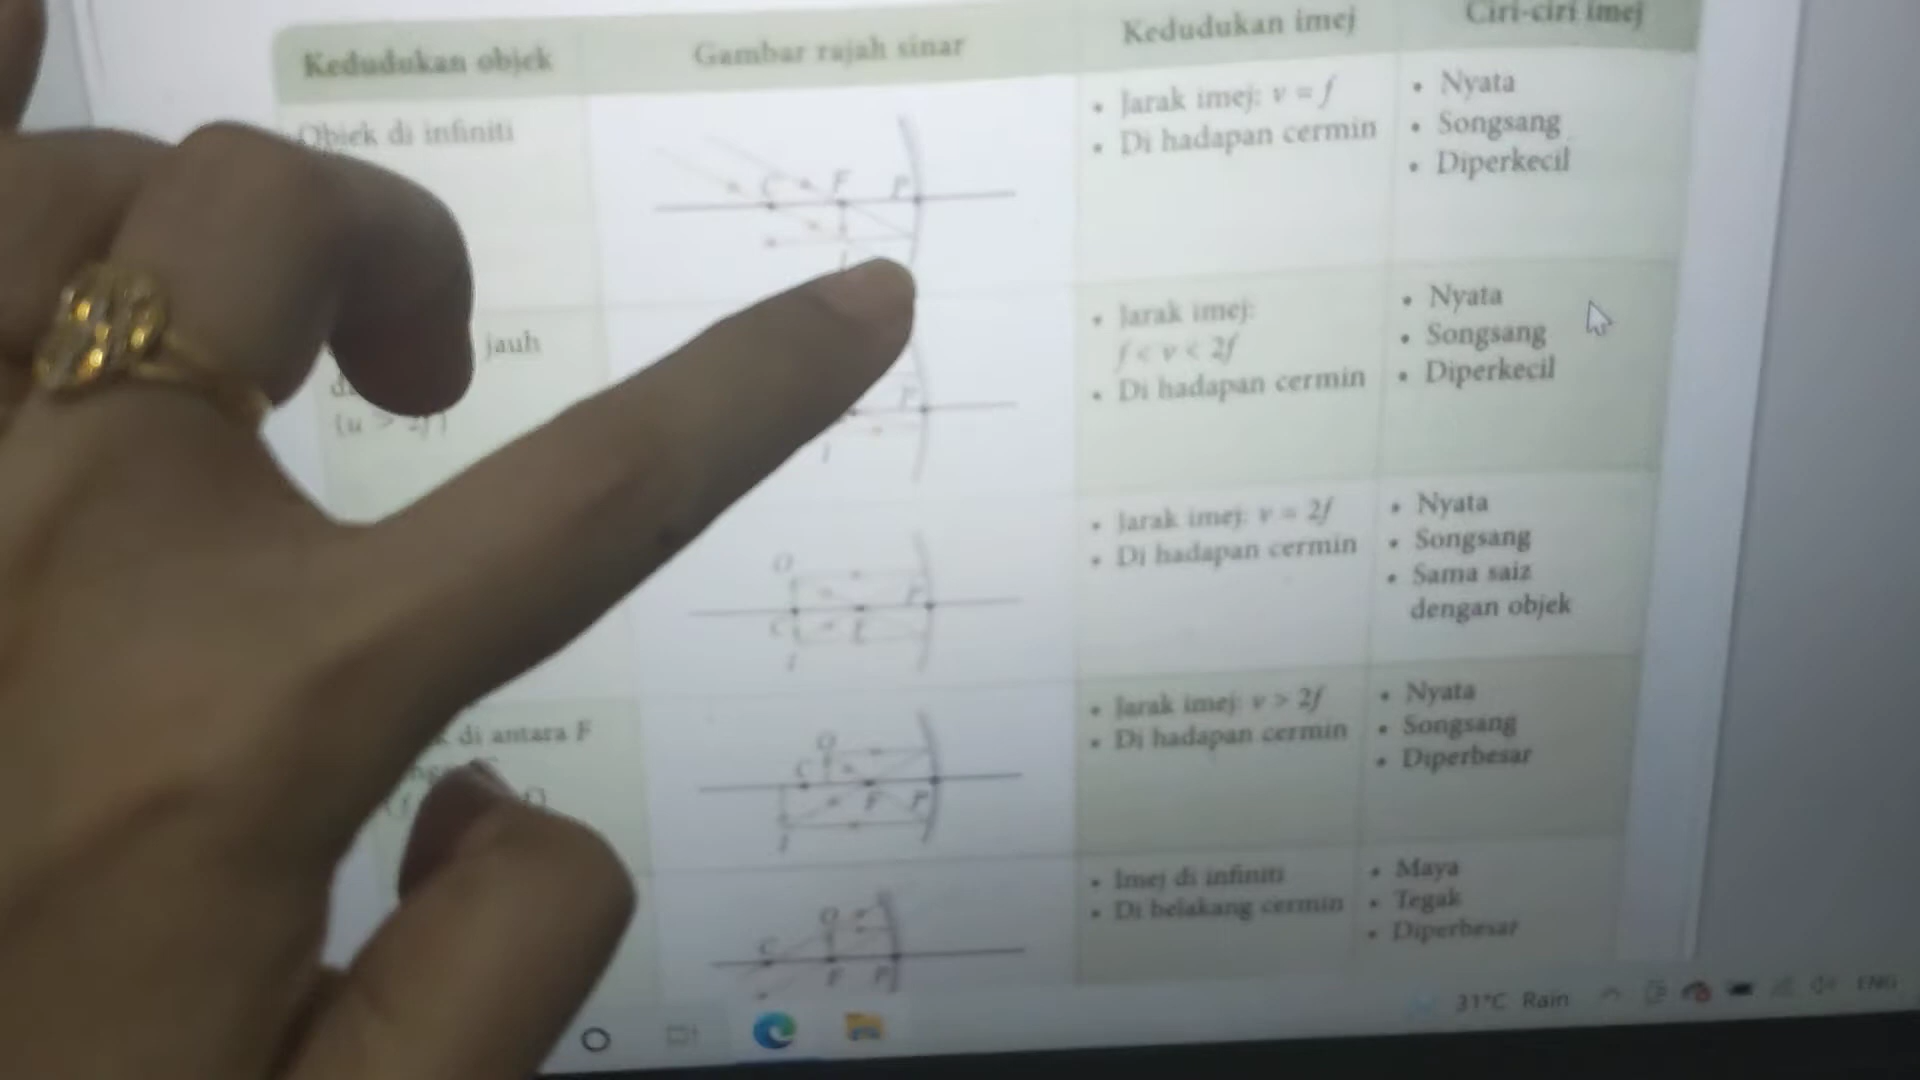 Kedudukan objek
Gambar rajah sinar
Kedudukan imej
Ciri-ciri imej
Objek di infiniti
C F P
• Jarak imej: v = f
• Di hadapan cermin
• Nyata
• Songsang
• Diperkecil
jauh
(u > 2f)
P
I
• Jarak imej:
f < v < 2f
• Di hadapan cermin
• Nyata
• Songsang
• Diperkecil
O
P
C F
I
• Jarak imej: v = 2f
• Di hadapan cermin
• Nyata
• Songsang
• Sama saiz
dengan objek
di antara F
O
C
F P
I
• Jarak imej: v > 2f
• Di hadapan cermin
• Nyata
• Songsang
• Diperbesar
O
C
F P
• Imej di infiniti
• Di belakang cermin
• Maya
• Tegak
• Diperbesar
31°C Rain
ENG